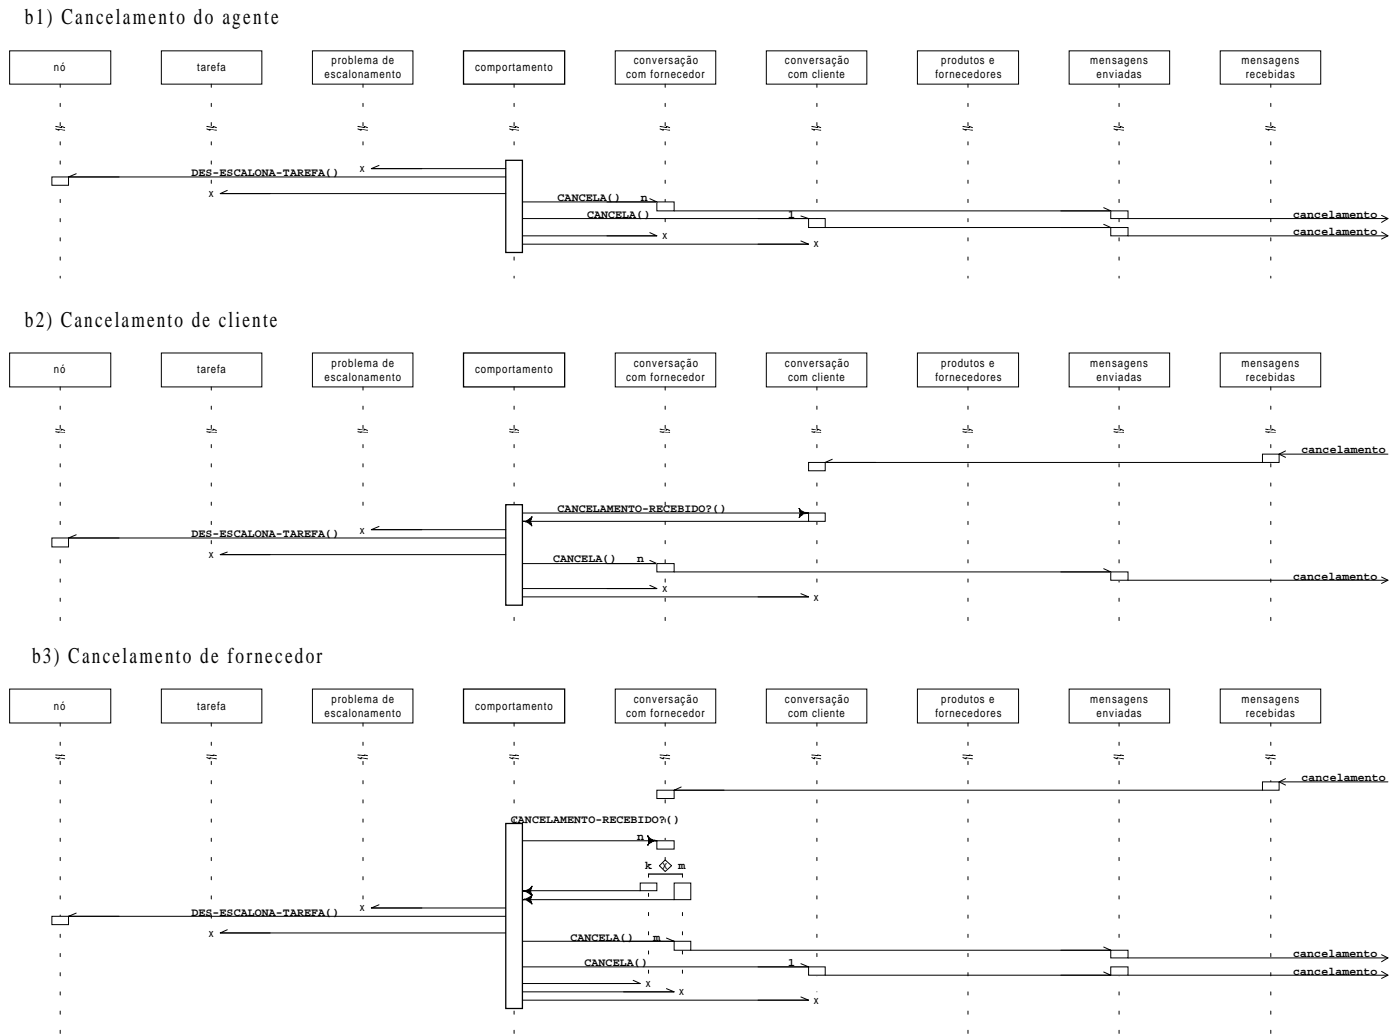 b1) Cancelamento do agente
nó
tarefa
problema de
escalonamento
comportamento
conversação
com fornecedor
conversação
com cliente
produtos e
fornecedores
mensagens
enviadas
mensagens
recebidas
x
DES-ESCALONA-TAREFA()
x
CANCELA() n
CANCELA() 1
cancelamento
x
cancelamento
x
b2) Cancelamento de cliente
nó
tarefa
problema de
escalonamento
comportamento
conversação
com fornecedor
conversação
com cliente
produtos e
fornecedores
mensagens
enviadas
mensagens
recebidas
cancelamento
CANCELAMENTO-RECEBIDO?()
x
DES-ESCALONA-TAREFA()
x
CANCELA() n
cancelamento
x
x
b3) Cancelamento de fornecedor
nó
tarefa
problema de
escalonamento
comportamento
conversação
com fornecedor
conversação
com cliente
produtos e
fornecedores
mensagens
enviadas
mensagens
recebidas
cancelamento
CANCELAMENTO-RECEBIDO?()
n
k x m
x
DES-ESCALONA-TAREFA()
x
CANCELA() m
cancelamento
CANCELA() 1
cancelamento
x
x
x